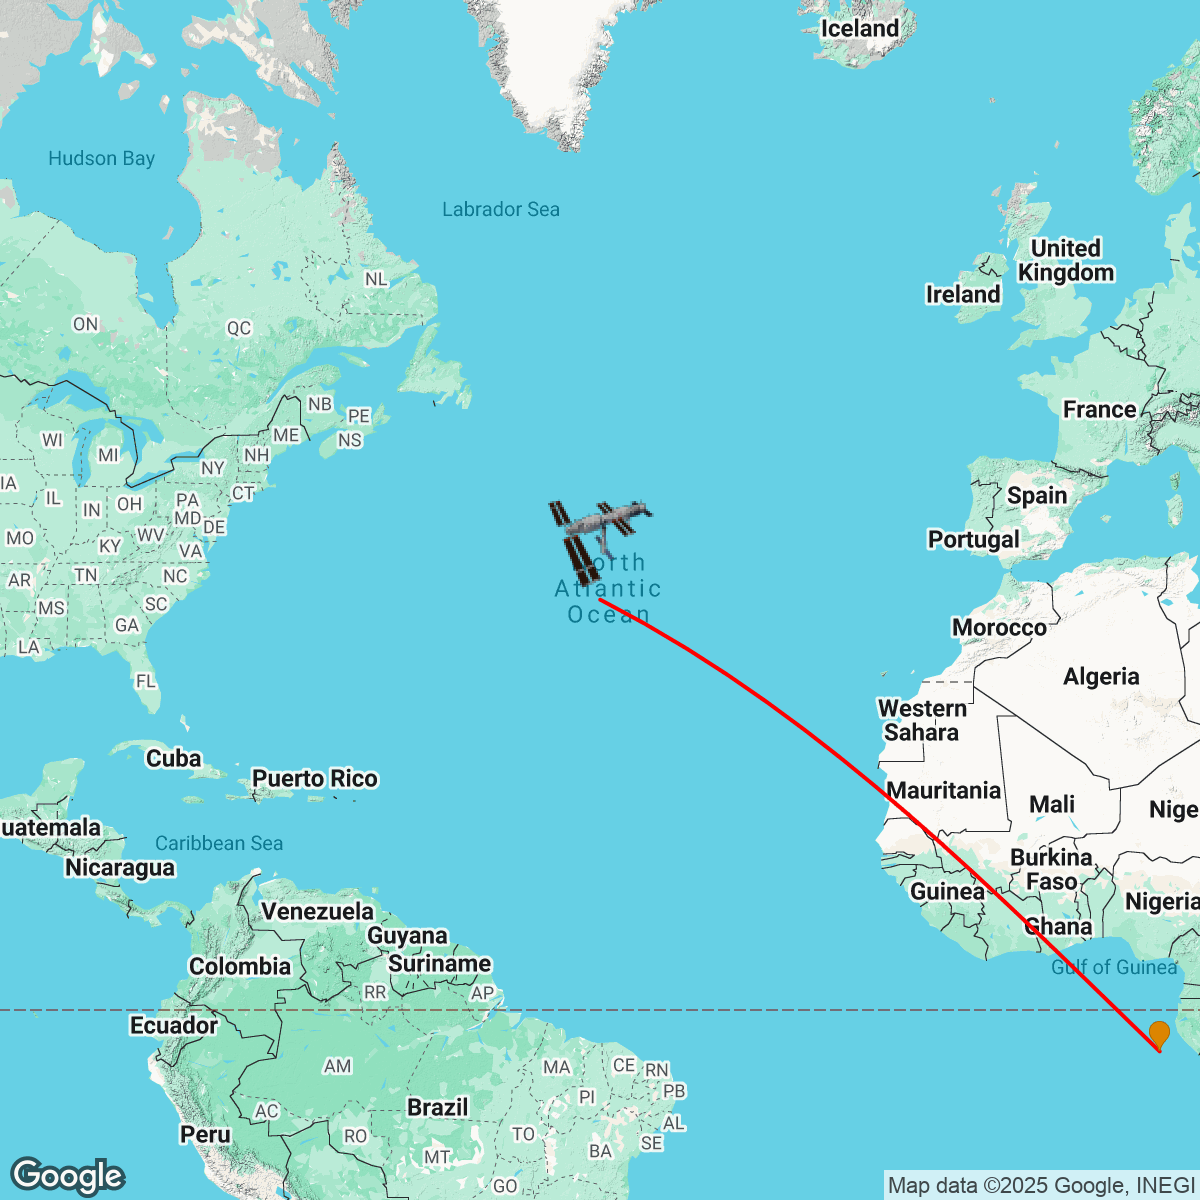 Iceland
Hudson Bay
Labrador Sea
United
Kingdom
Ireland
NL
ON
QC
France
NB
PE
ME
NS
WI
MI
NY
NH
IA
IL
IN
OH
PA
CT
Spain
MD
DE
MO
KY
WV
VA
Portugal
AR
TN
NC
North
Atlantic
Ocean
MS
SC
GA
LA
FL
Morocco
Algeria
Western
Sahara
Cuba
Puerto Rico
Mauritania
Mali
Nige
uatemala
Caribbean Sea
Nicaragua
Burkina
Faso
Guinea
Nigeria
Venezuela
Guyana
Ghana
Colombia
Suriname
Gulf of Guinea
RR
AP
Ecuador
AM
MA
CE
RN
PI
PB
AC
Brazil
AL
Peru
RO
TO
SE
MT
BA
GO
Google
Map data ©2025 Google, INEGI